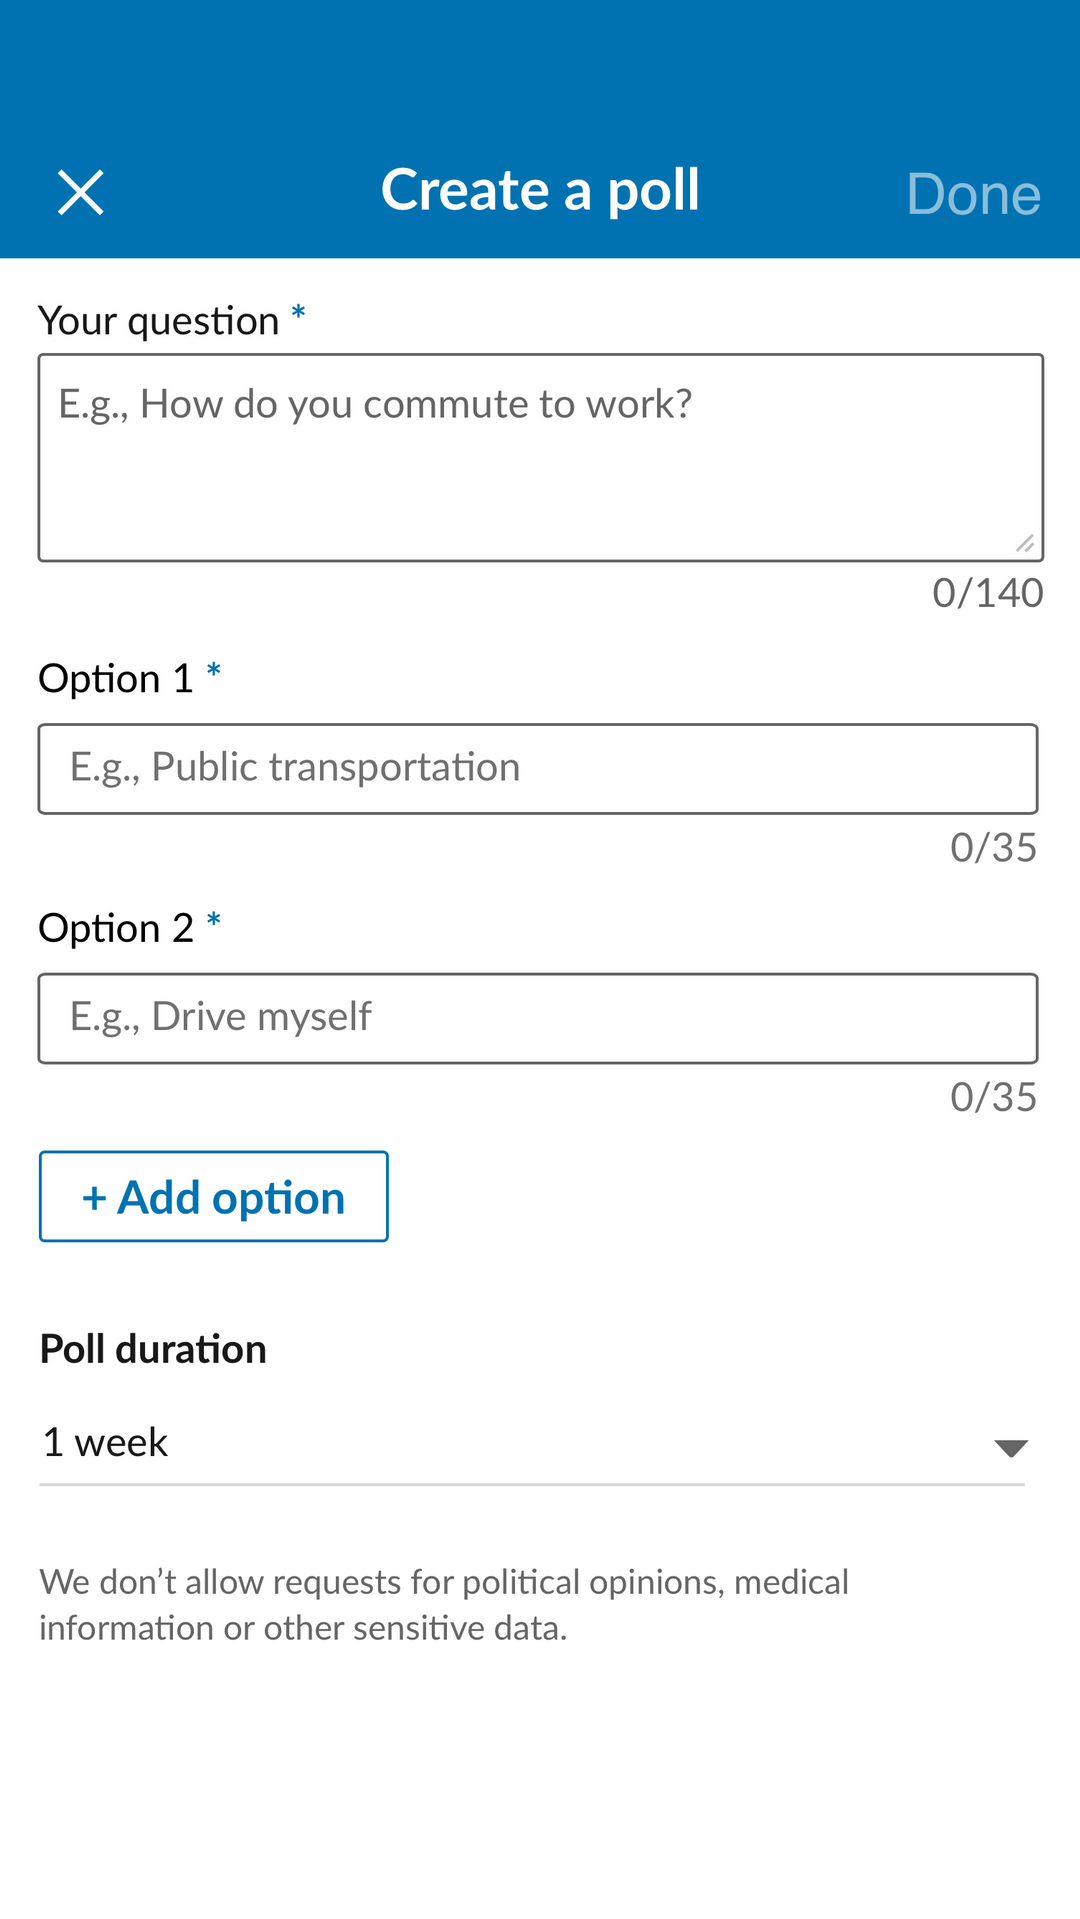 Create a poll
Done
Your question *
E.g., How do you commute to work?
0/140
Option 1 *
E.g., Public transportation
0/35
Option 2 *
E.g., Drive myself
0/35
+ Add option
Poll duration
1 week
We don’t allow requests for political opinions, medical
information or other sensitive data.